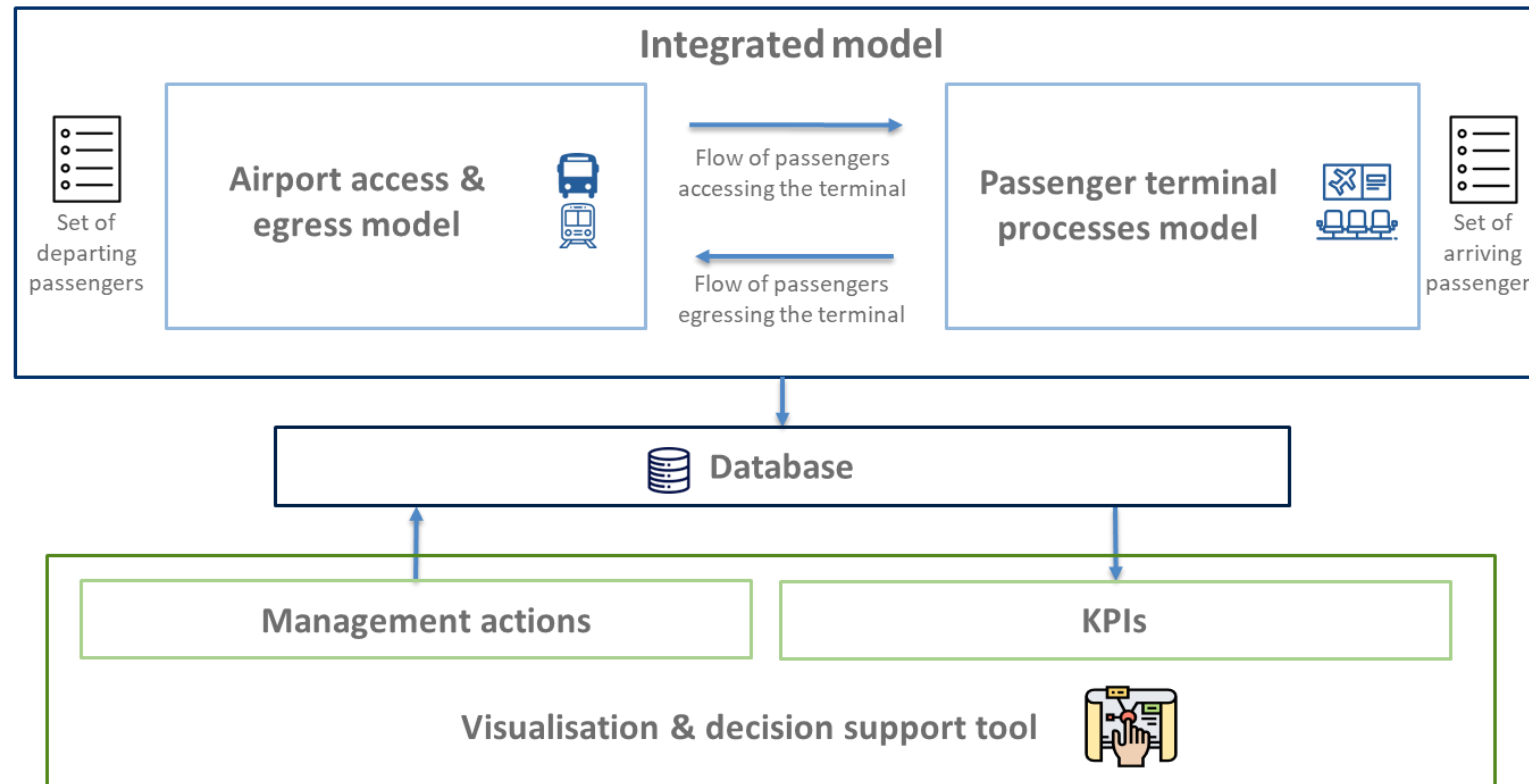 Integrated model
Set of
departing
passengers
Airport access &
egress model
Flow of passengers
accessing the terminal
Flow of passengers
egressing the terminal
Passenger terminal
processes model
Set of
arriving
passenger
Database
Management actions
KPIs
Visualisation & decision support tool